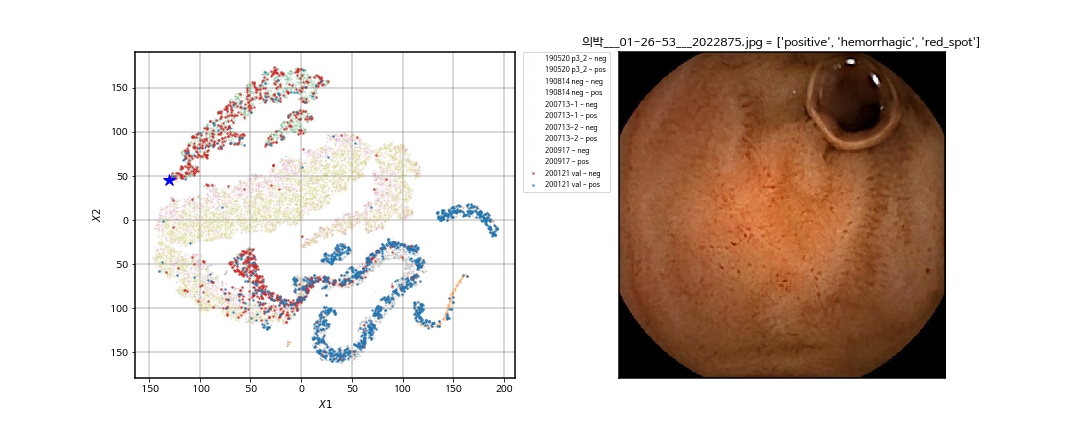 의박___01-26-53___2022875.jpg = ['positive', 'hemorrhagic', 'red_spot']
190520 p3_2 - neg
190520 p3_2 - pos
190814 neg - neg
190814 neg - pos
200713-1 - neg
200713-1 - pos
200713-2 - neg
200713-2 - pos
200917 - neg
200917 - pos
200121 val - neg
200121 val - pos
150
100
50
0
50
100
150
X2
150 100 50 0 50 100 150 200
X1